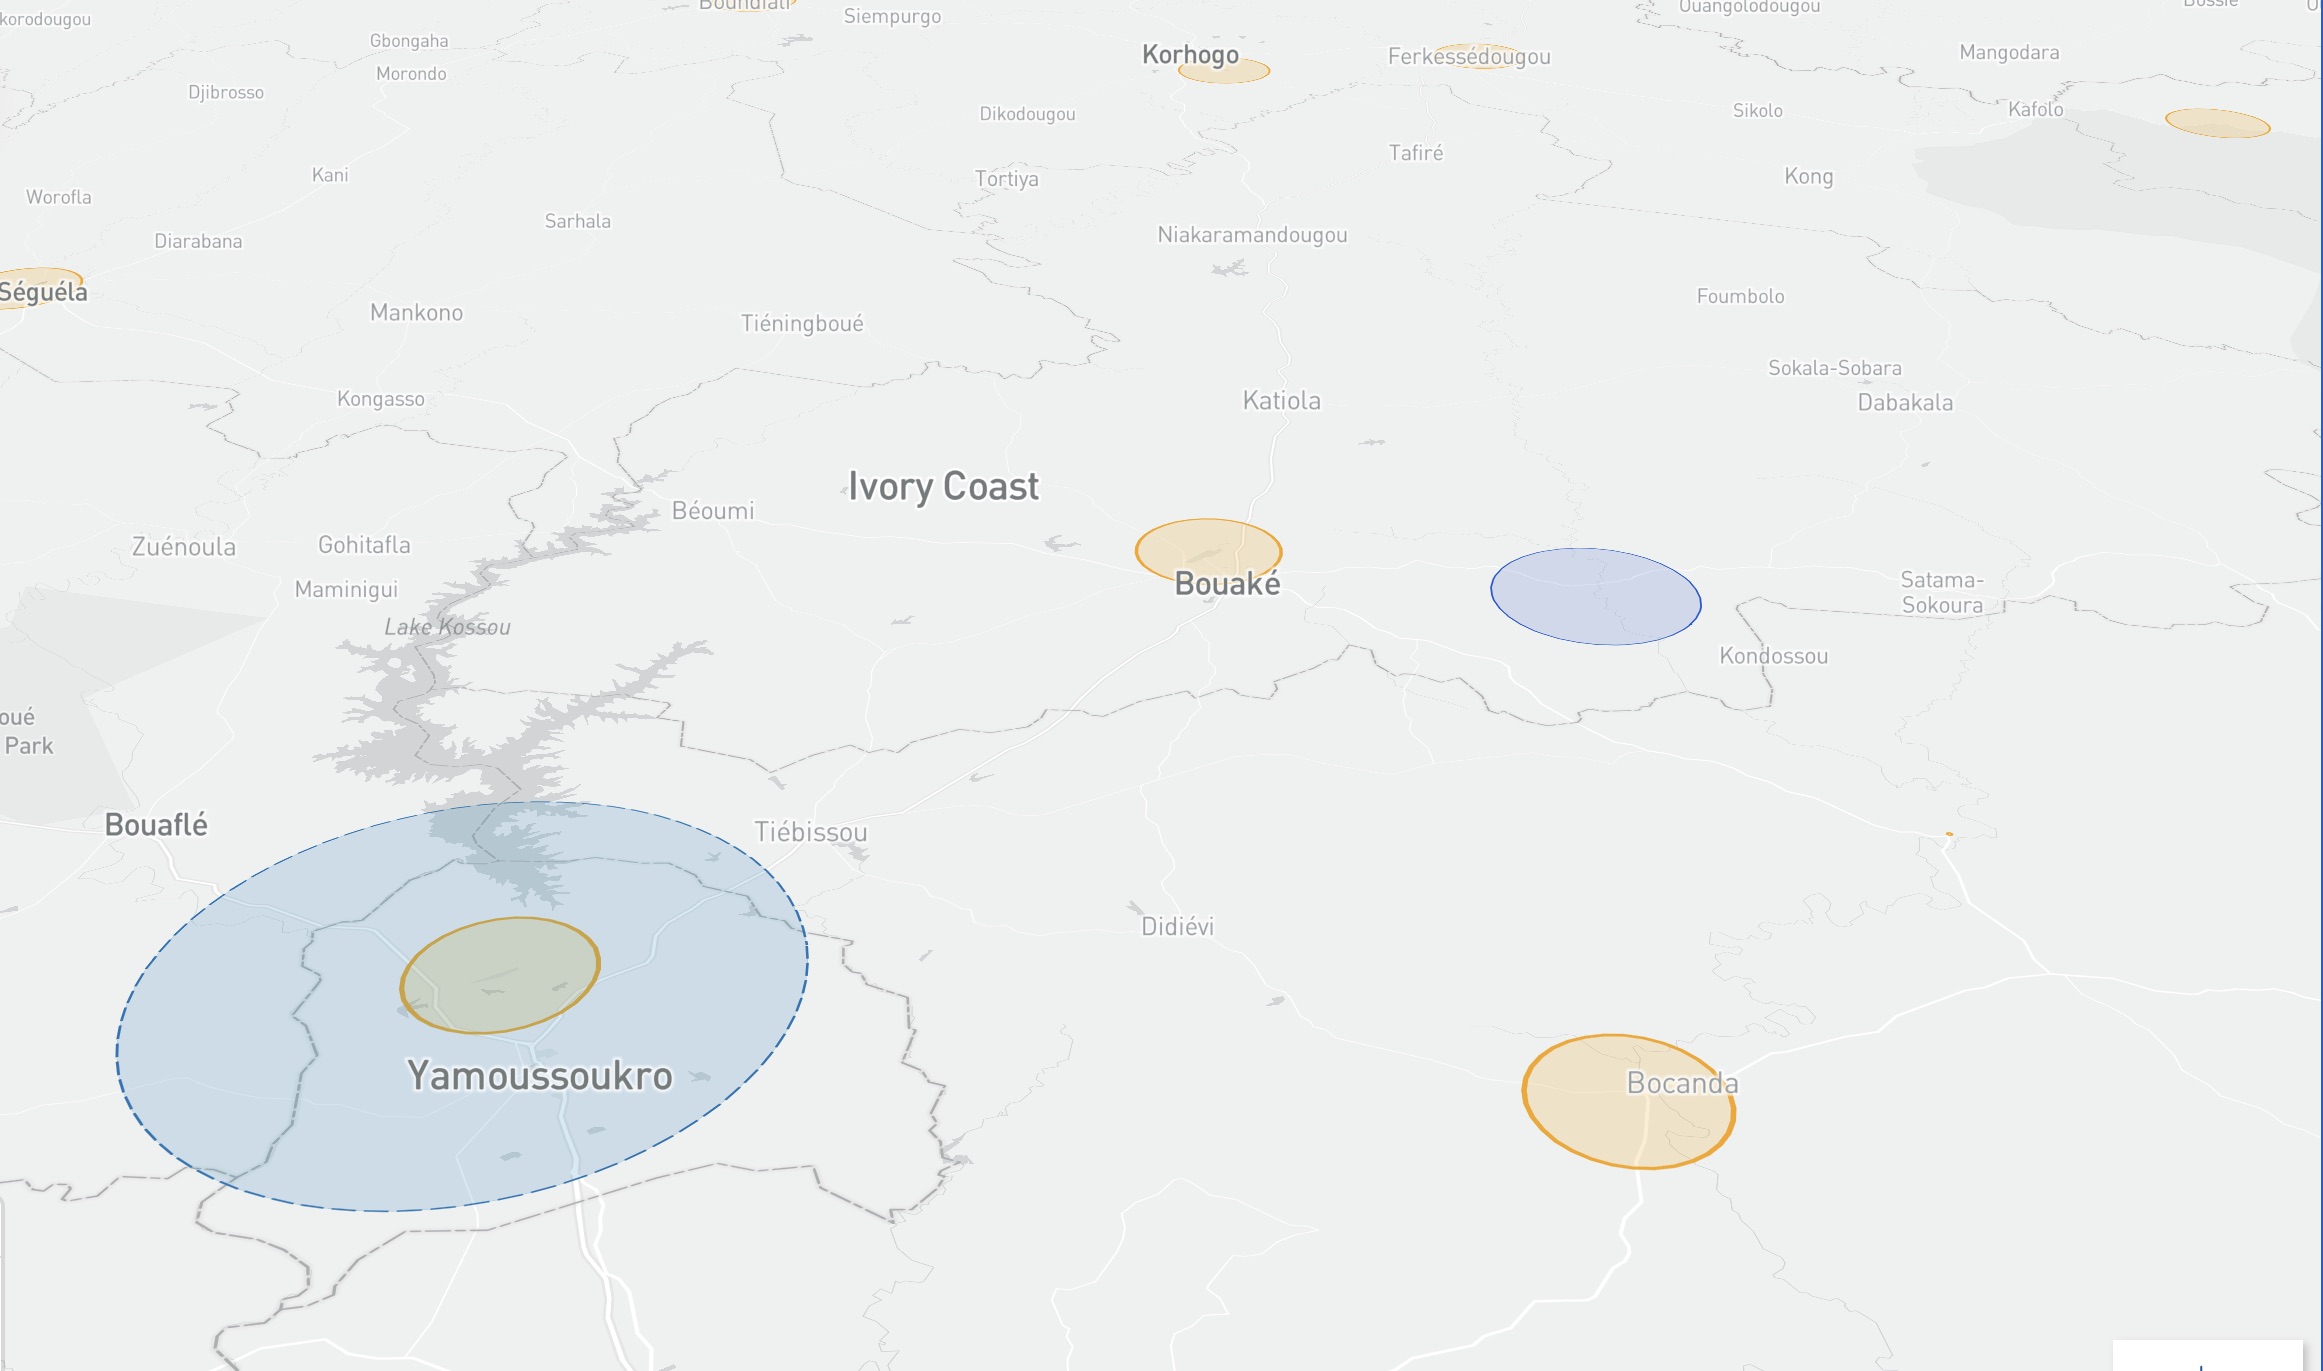 korodougou
Boundiali
Siempurgo
Ouangolodougou
Gbongaha
Korhogo
Ferkessédougou
Mangodara
Morondo
Djibrosso
Dikodougou
Sikolo
Kafolo
Tafiré
Kani
Tortiya
Kong
Worofla
Sarhala
Diarabana
Niakaramandougou
Séguéla
Foumbolo
Mankono
Tiéningboué
Sokala-Sobara
Kongasso
Katiola
Dabakala
Ivory Coast
Béoumi
Zuénoula
Gohitafla
Maminigui
Bouaké
Satama-
Sokoura
Lake Kossou
Kondossou
oué
Park
Bouaflé
Tiébissou
Didiévi
Yamoussoukro
Bocanda